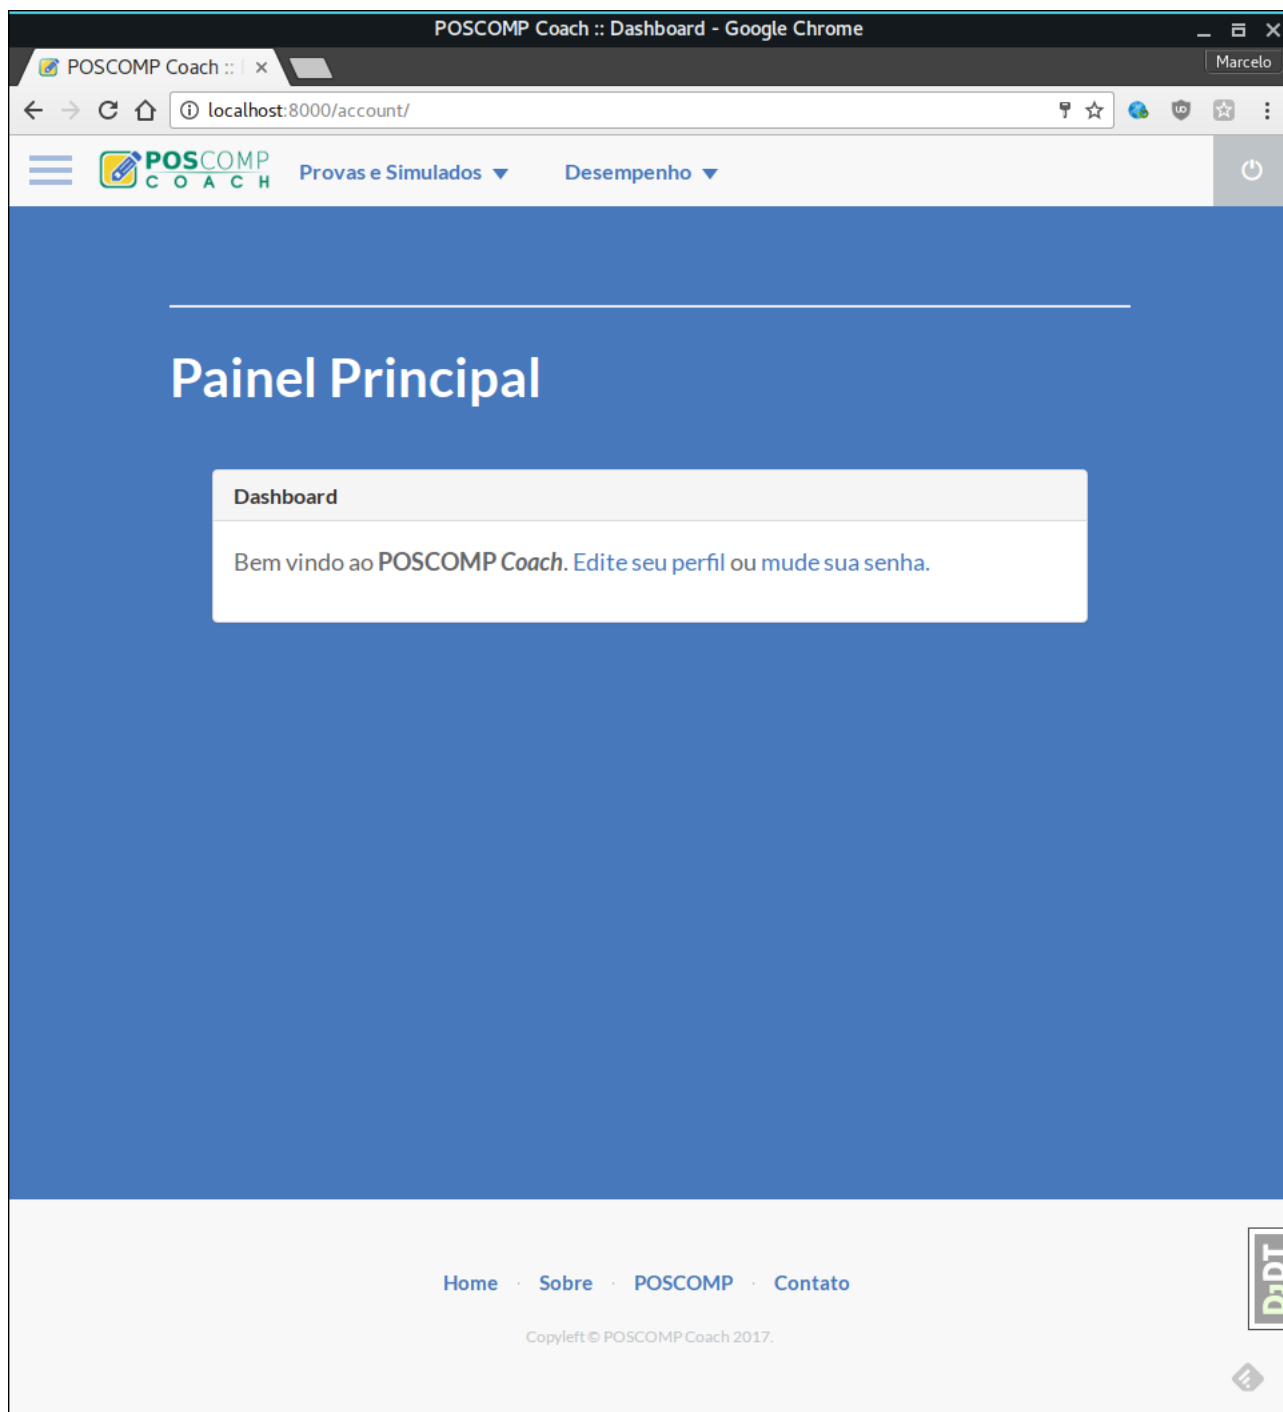 POSCOMP Coach :: Dashboard - Google Chrome
POSCOMP Coach ::
Marcelo
localhost:8000/account/
POSCOMP
COACH
Provas e Simulados
Desempenho
Painel Principal
Dashboard
Bem vindo ao POSCOMP Coach. Edite seu perfil ou mude sua senha.
DjDT
Home · Sobre · POSCOMP · Contato
Copyleft © POSCOMP Coach 2017.